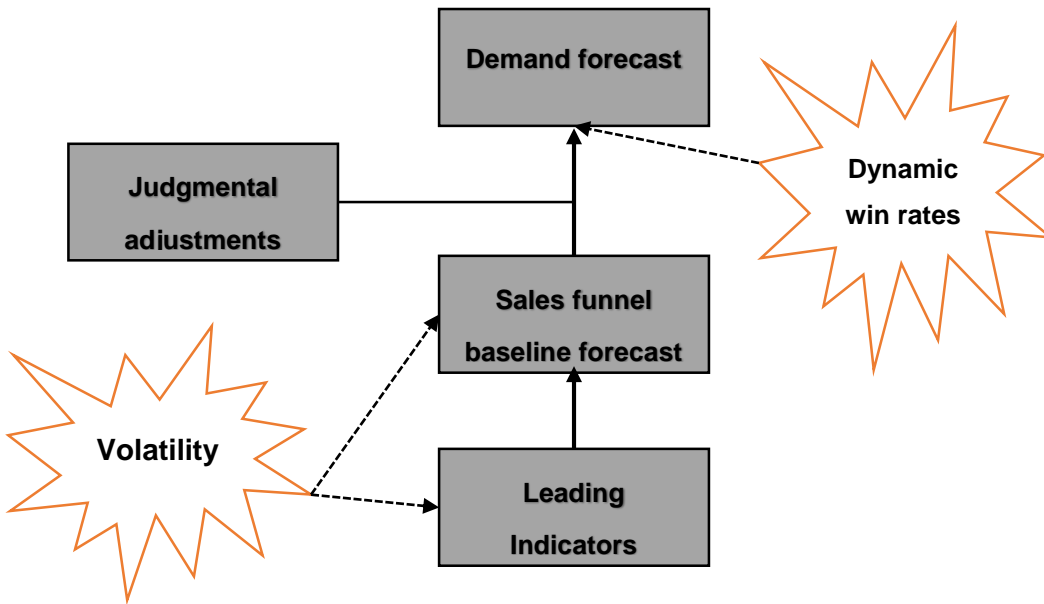 Demand forecast
Judgmental
adjustments
Dynamic
win rates
Sales funnel
baseline forecast
Volatility
Leading
Indicators